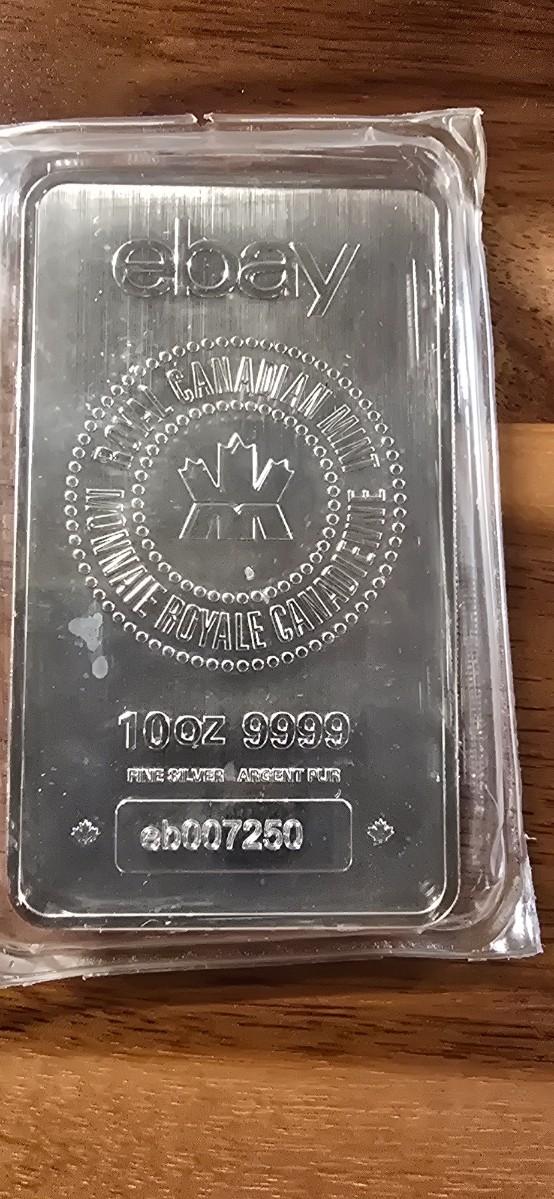 ebay
ROYAL CANADIAN MINT
MONNAIE ROYALE CANADIENNE
10oz 9999
FINE SILVER ARGENT PUR
eb007250